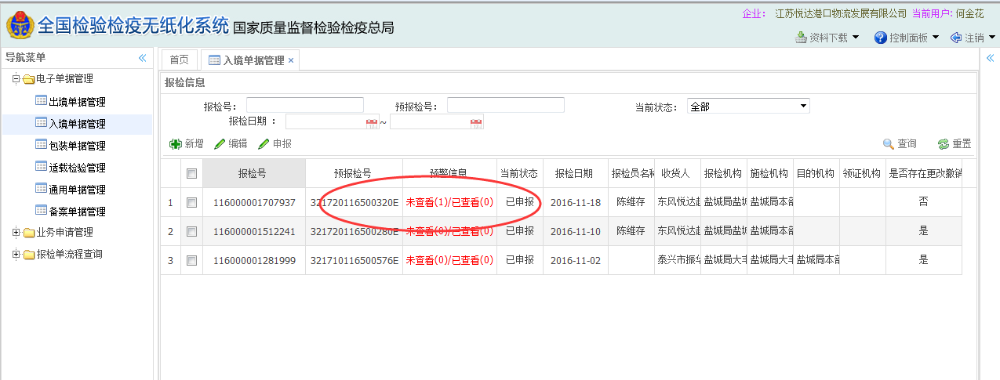 企业： 江苏悦达港口物流发展有限公司 当前用户: 何金花
全国检验检疫无纸化系统 国家质量监督检验检疫总局
资料下载 控制面板 注销
导航菜单
电子单据管理
出境单据管理
入境单据管理
包装单据管理
适载检验管理
通用单据管理
备案单据管理
业务申请管理
报检单流程查询
首页 入境单据管理 ×
报检信息
报检号： 预报检号： 当前状态： 全部
报检日期 ： ~
新增 编辑 申报 查询 重置
报检号 预报检号 预警信息 当前状态 报检日期 报检员名称 收货人 报检机构 施检机构 目的机构 领证机构 是否存在更改撤销
1 116000001707937 321720116500320E 未查看(1)/已查看(0) 已申报 2016-11-18 陈维存 东风悦达起 盐城局盐城 盐城局本部 否
2 116000001512241 321720116500280E 未查看(0)/已查看(0) 已申报 2016-11-10 陈维存 东风悦达起 盐城局盐城 盐城局本部 是
3 116000001281999 321710116500576E 未查看(0)/已查看(0) 已申报 2016-11-02 泰兴市振华 盐城局大丰 盐城局大丰 盐城局本部 是